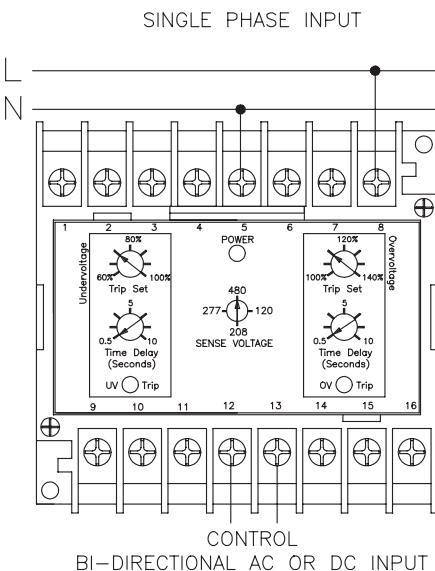 SINGLE PHASE INPUT
L
N
1 2 3 4 5 6 7 8
Undervoltage
80%
60% 100%
Trip Set
5
0.5 10
Time Delay
(Seconds)
UV Trip
POWER
480
277 120
208
SENSE VOLTAGE
Overvoltage
120%
100% 140%
Trip Set
5
0.5 10
Time Delay
(Seconds)
OV Trip
9 10 11 12 13 14 15 16
CONTROL
BI-DIRECTIONAL AC OR DC INPUT